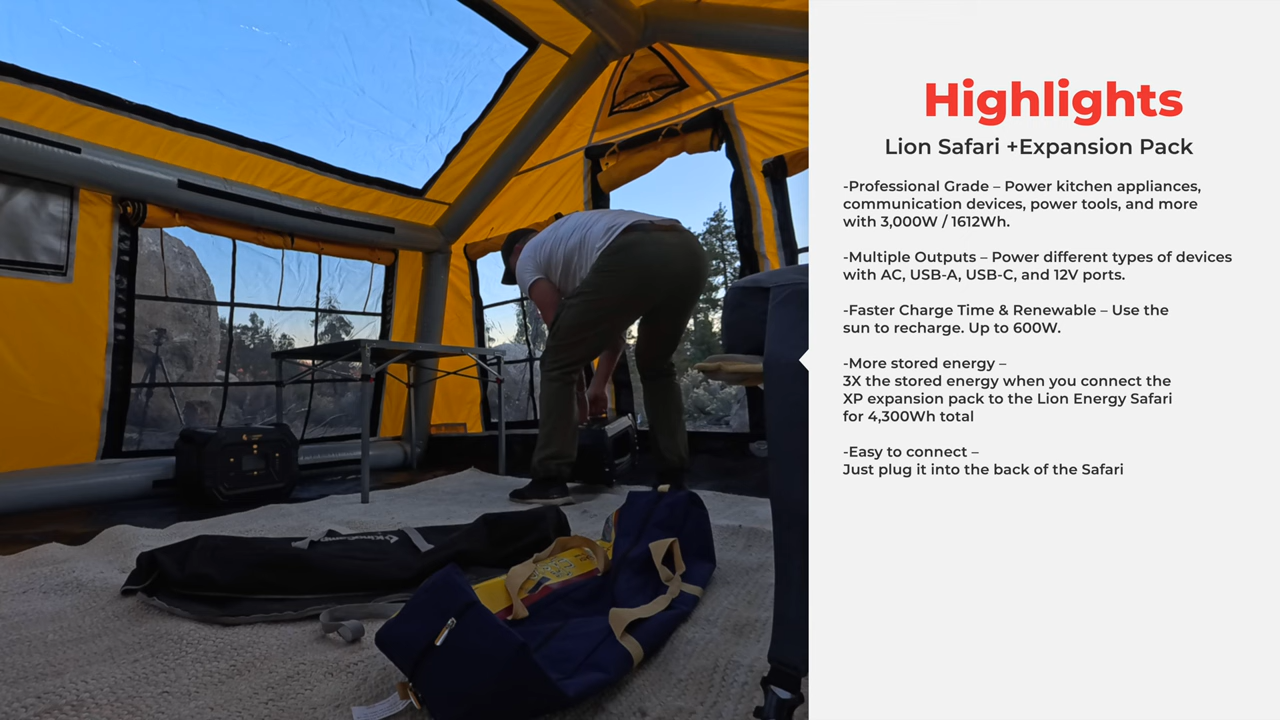 Highlights
Lion Safari +Expansion Pack
-Professional Grade – Power kitchen appliances,
communication devices, power tools, and more
with 3,000W / 1612Wh.
-Multiple Outputs – Power different types of devices
with AC, USB-A, USB-C, and 12V ports.
-Faster Charge Time & Renewable – Use the
sun to recharge. Up to 600W.
-More stored energy –
3X the stored energy when you connect the
XP expansion pack to the Lion Energy Safari
for 4,300Wh total
-Easy to connect –
Just plug it into the back of the Safari
KingCamp